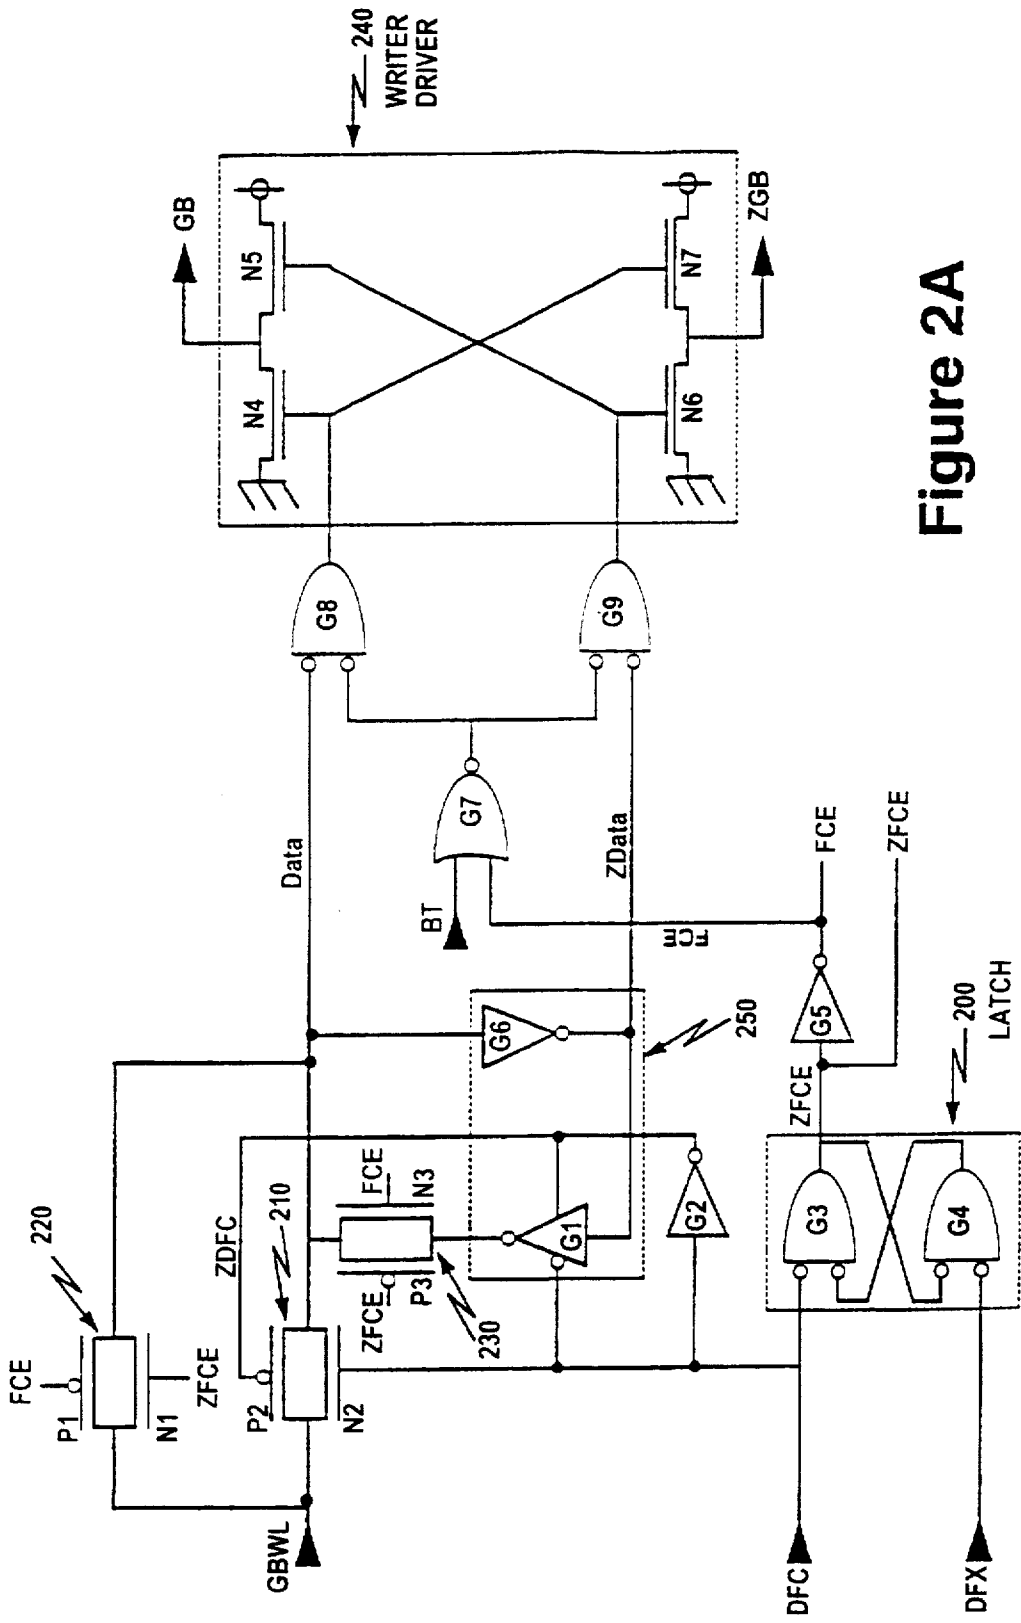 240
WRITER
DRIVER
GB
N5
N4
N7
N6
ZGB
G8
G9
Data
G7
BT
ZData
FCE
FCE
ZFCE
250
G6
G5
200
LATCH
ZFCE
220
FCE
P1
N1
ZFCE
ZDFC
210
P2
N2
FCE
N3
ZFCE
P3
230
G1
G2
G3
G4
GBWL
DFC
DFX
Figure 2A